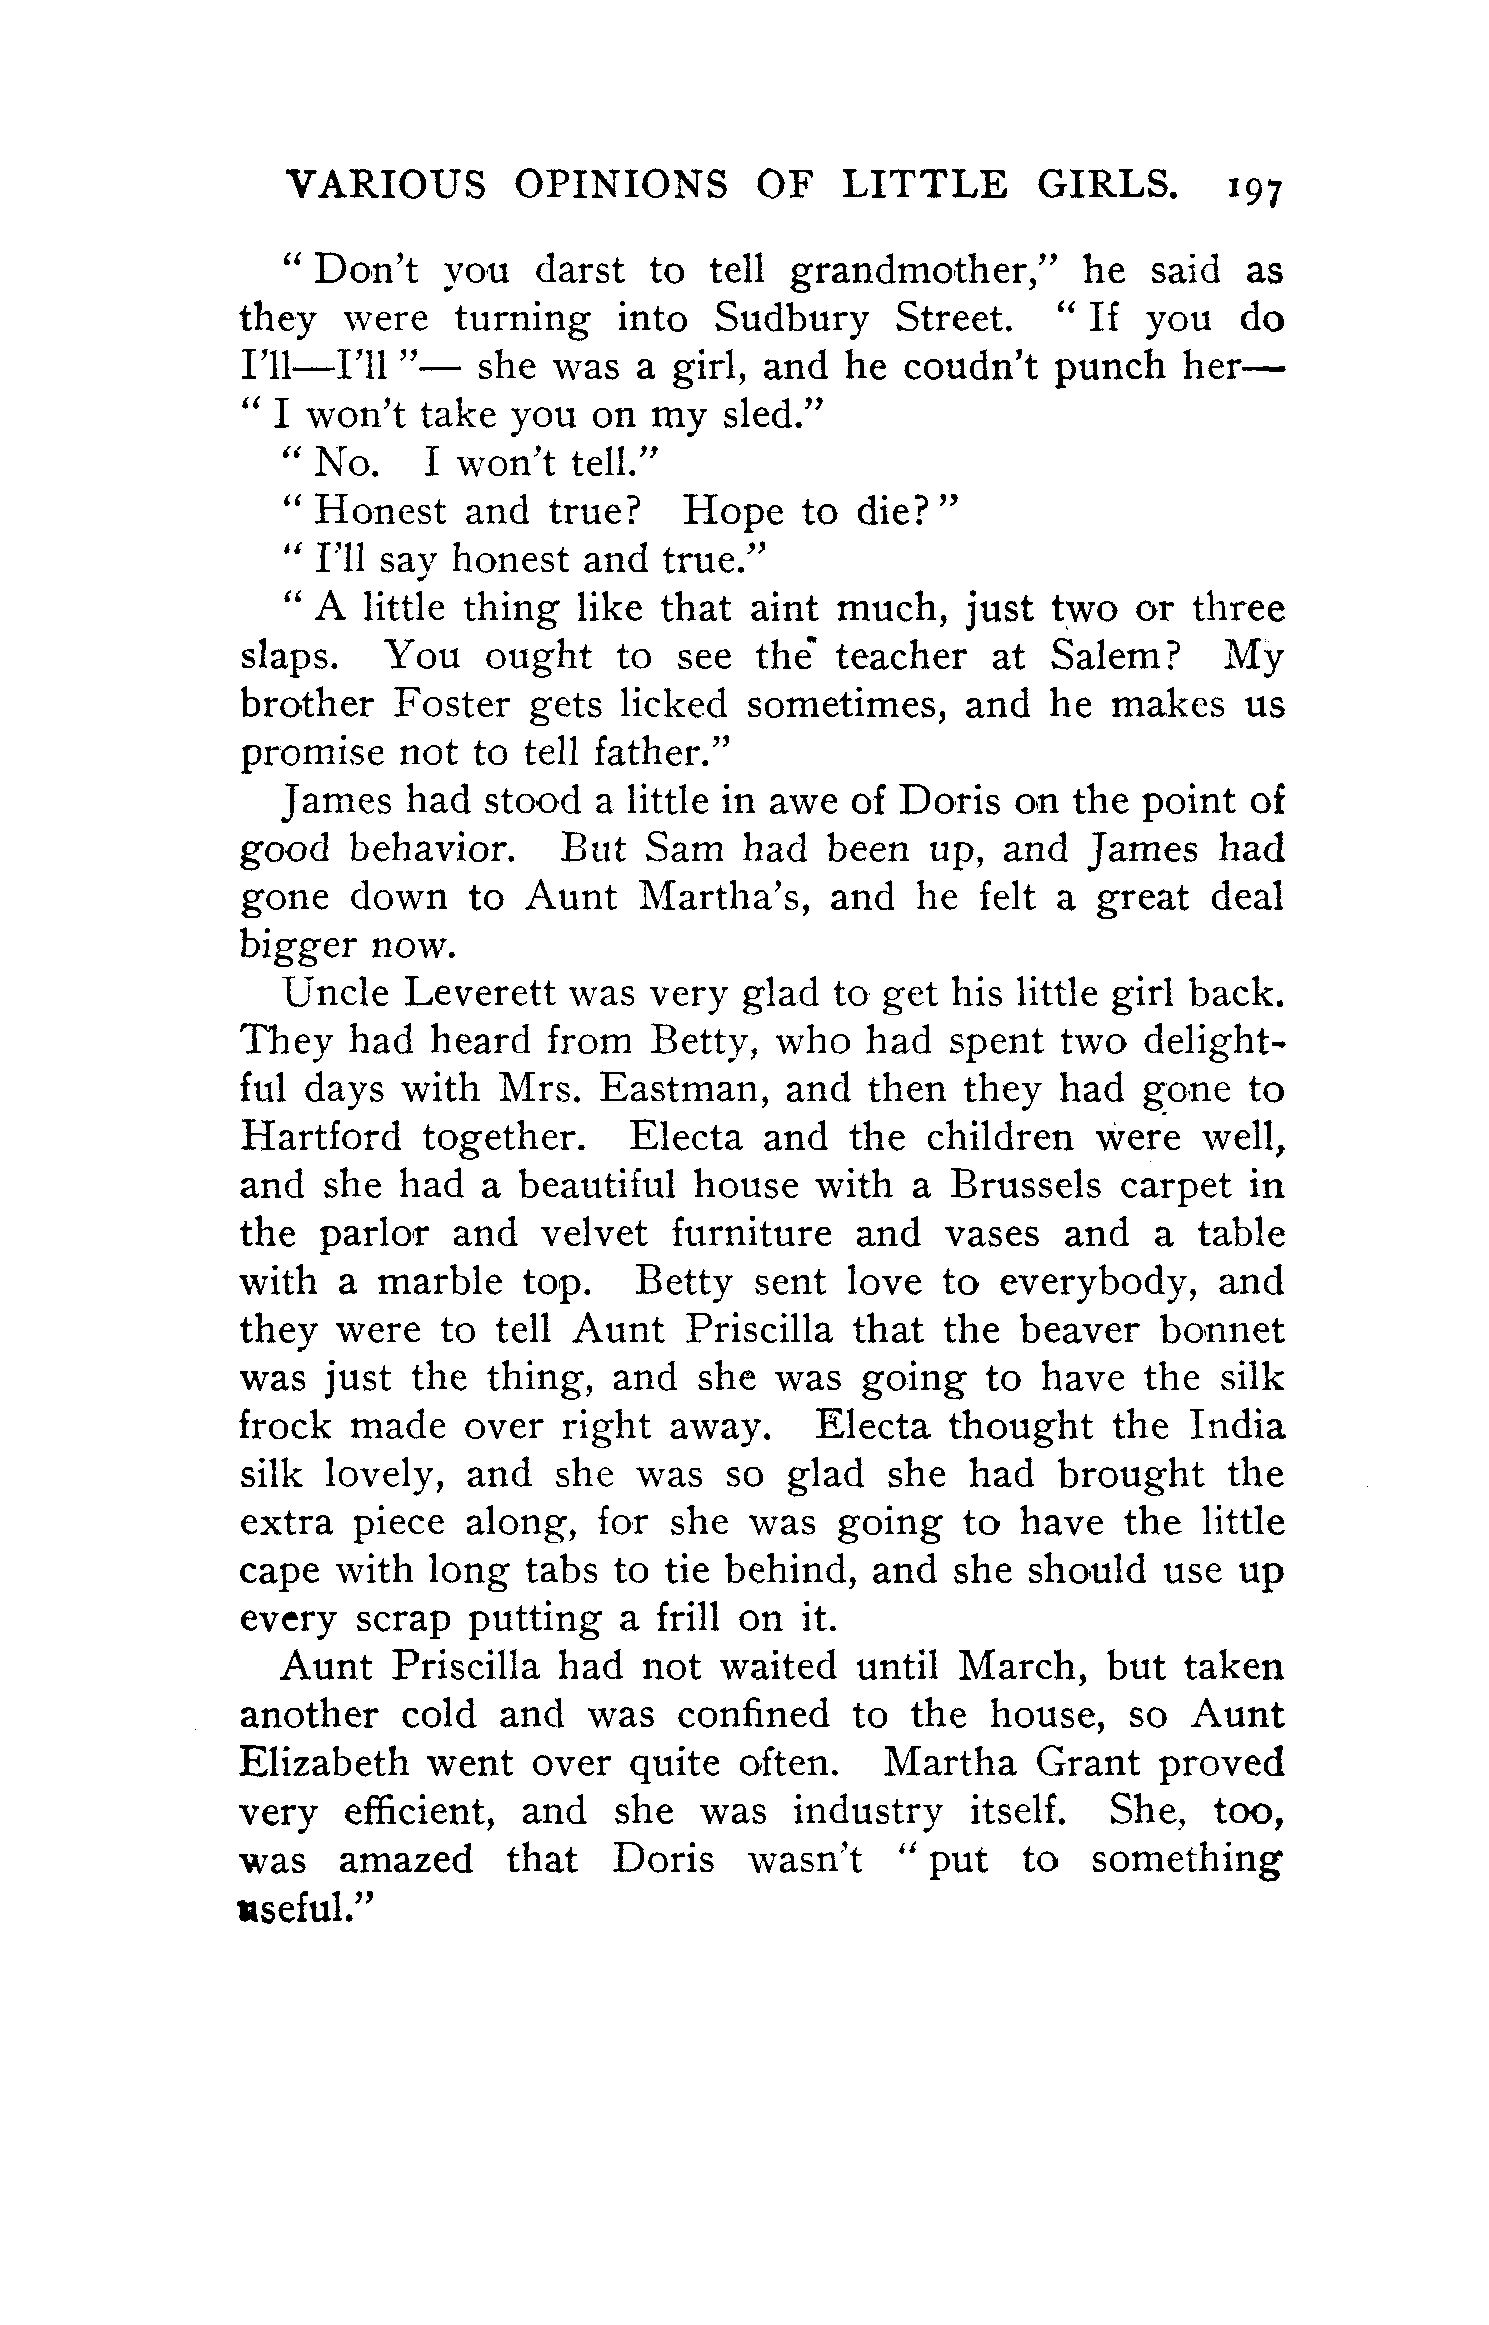 VARIOUS OPINIONS OF LITTLE GIRLS. 197
" Don't you darst to tell grandmother," he said as
they were turning into Sudbury Street. " If you do
I'll—I'll "— she was a girl, and he coudn't punch her—
" I won't take you on my sled."
" No. I won't tell."
" Honest and true? Hope to die? "
" I'll say honest and true."
" A little thing like that aint much, just two or three
slaps. You ought to see the teacher at Salem? My
brother Foster gets licked sometimes, and he makes us
promise not to tell father."
James had stood a little in awe of Doris on the point of
good behavior. But Sam had been up, and James had
gone down to Aunt Martha's, and he felt a great deal
bigger now.
Uncle Leverett was very glad to get his little girl back.
They had heard from Betty, who had spent two delight-
ful days with Mrs. Eastman, and then they had gone to
Hartford together. Electa and the children were well,
and she had a beautiful house with a Brussels carpet in
the parlor and velvet furniture and vases and a table
with a marble top. Betty sent love to everybody, and
they were to tell Aunt Priscilla that the beaver bonnet
was just the thing, and she was going to have the silk
frock made over right away. Electa thought the India
silk lovely, and she was so glad she had brought the
extra piece along, for she was going to have the little
cape with long tabs to tie behind, and she should use up
every scrap putting a frill on it.
Aunt Priscilla had not waited until March, but taken
another cold and was confined to the house, so Aunt
Elizabeth went over quite often. Martha Grant proved
very efficient, and she was industry itself. She, too,
was amazed that Doris wasn't " put to something
useful."